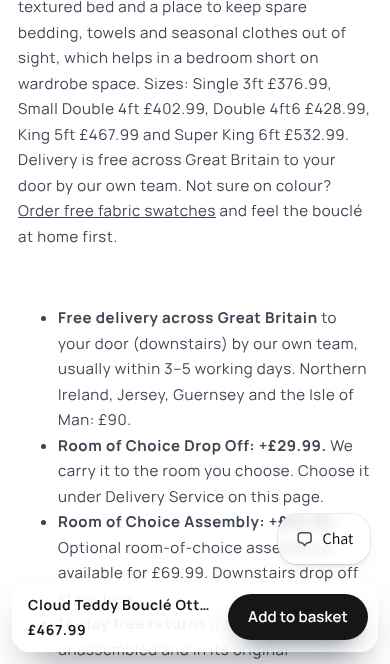 textured bed and a place to keep spare
bedding, towels and seasonal clothes out of
sight, which helps in a bedroom short on
wardrobe space. Sizes: Single 3ft £376.99,
Small Double 4ft £402.99, Double 4ft6 £428.99,
King 5ft £467.99 and Super King 6ft £532.99.
Delivery is free across Great Britain to your
door by our own team. Not sure on colour?
Order free fabric swatches and feel the bouclé
at home first.
• Free delivery across Great Britain to
your door (downstairs) by our own team,
usually within 3–5 working days. Northern
Ireland, Jersey, Guernsey and the Isle of
Man: £90.
• Room of Choice Drop Off: +£29.99. We
carry it to the room you choose. Choose it
under Delivery Service on this page.
• Room of Choice Assembly:
Optional room-of-choice
available for £69.99. Downstairs drop off
Chat
Cloud Teddy Bouclé Ott...
£467.99
Add to basket
unassembled and in its original